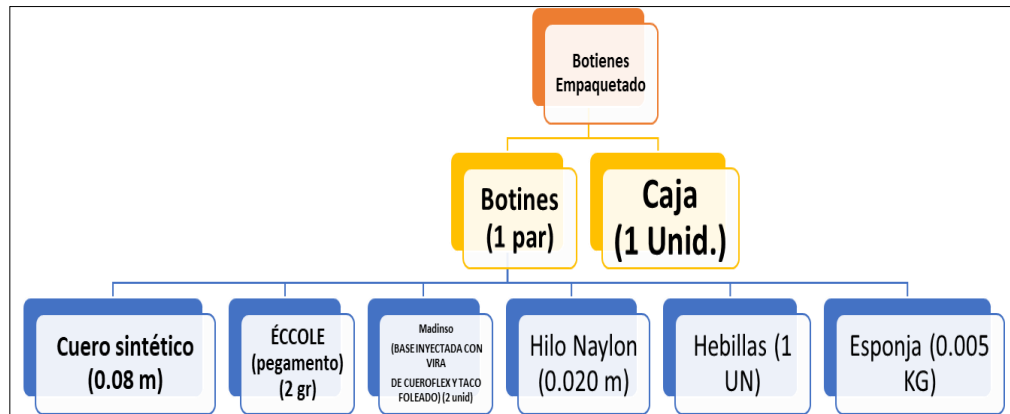 Botienes
Empaquetado
Botines
(1 par)
Caja
(1 Unid.)
Cuero sintético
(0.08 m)
ÉCCOLE
(pegamento)
(2 gr)
Madinso
(BASE INYECTADA CON
VIRA
DE CUEROFLEX Y TACO
FOLEADO) (2 unid)
Hilo Naylon
(0.020 m)
Hebillas (1
UN)
Esponja (0.005
KG)